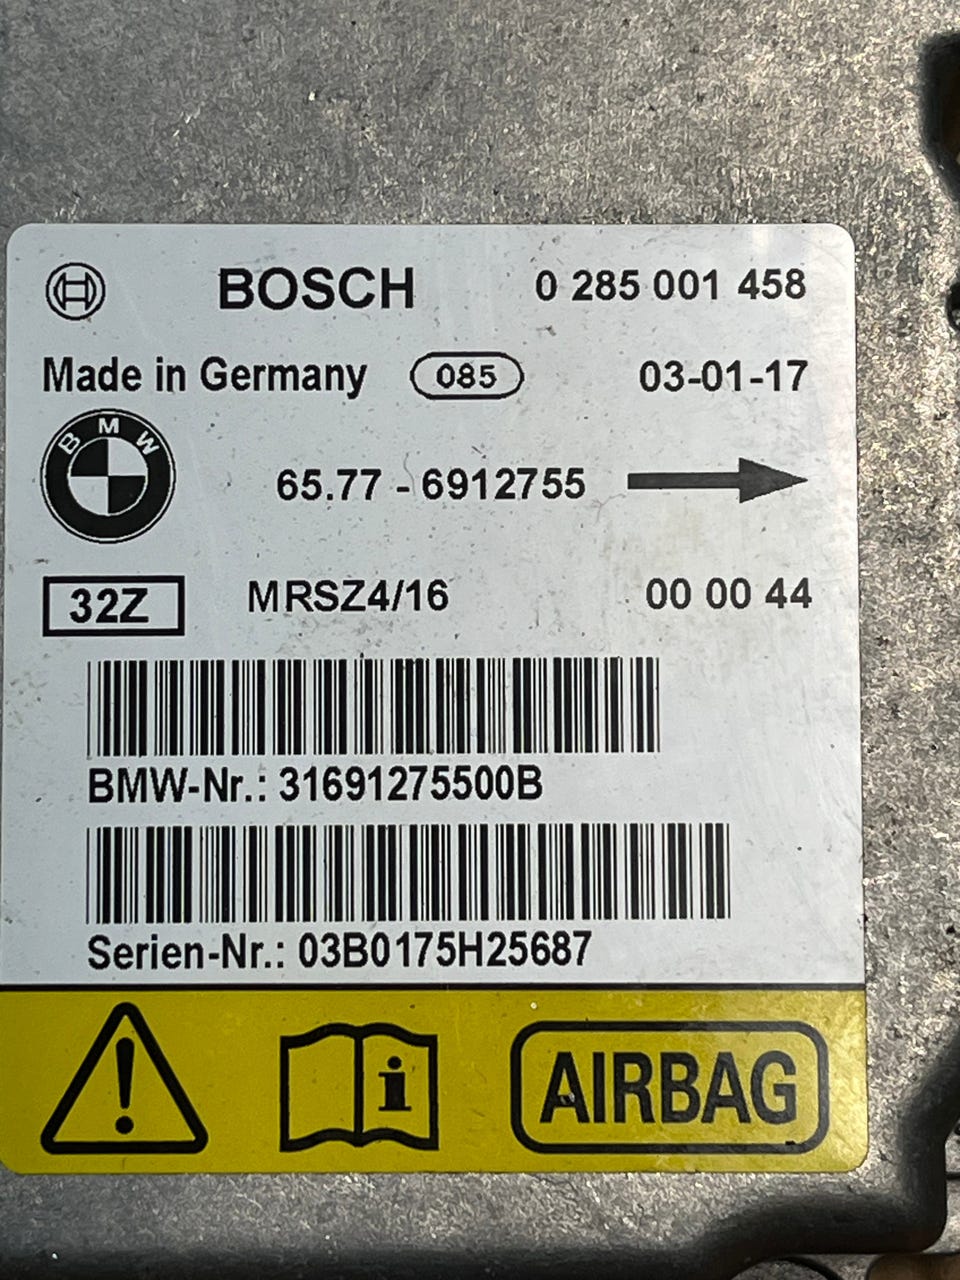 BOSCH 0 285 001 458
Made in Germany 085 03-01-17
BMW
65.77 - 6912755
32Z MRSZ4/16 00 00 44
BMW-Nr.: 31691275500B
Serien-Nr.: 03B0175H25687
AIRBAG